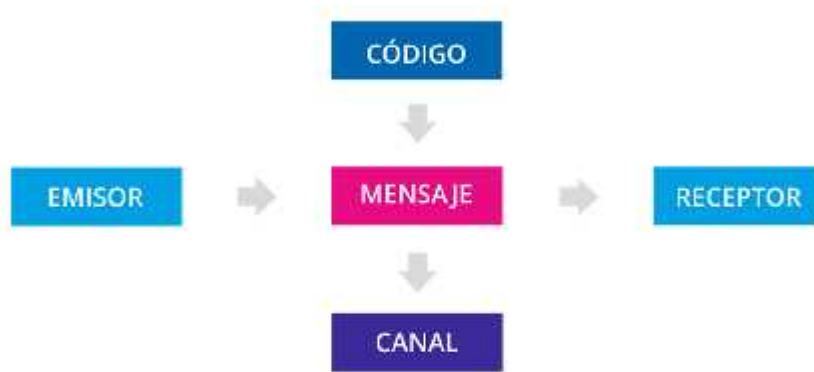 CÓDIGO
EMISOR
MENSAJE
RECEPTOR
CANAL